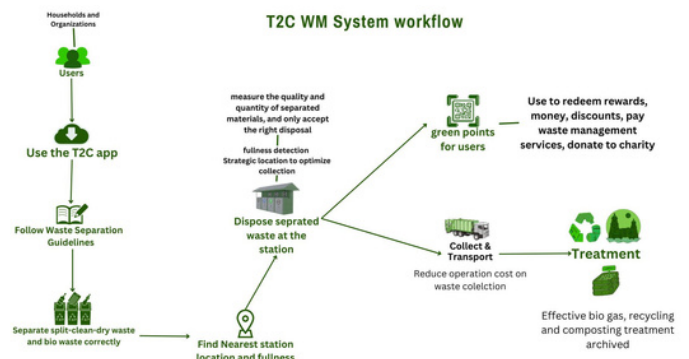 T2C WM System workflow
Households and
Organizations
Users
Use the T2C app
Follow Waste Separation
Guidelines
Separate split-clean-dry waste
and bio waste correctly
Find Nearest station
location and fullness
measure the quality and
quantity of separated
materials, and only accept
the right disposal
fullness detection
Strategic location to optimize
collection
Dispose seprated
waste at the
station
green points
for users
Use to redeem rewards,
money, discounts, pay
waste management
services, donate to charity
Collect &
Transport
Reduce operation cost on
waste colelction
Treatment
Effective bio gas, recycling
and composting treatment
archived